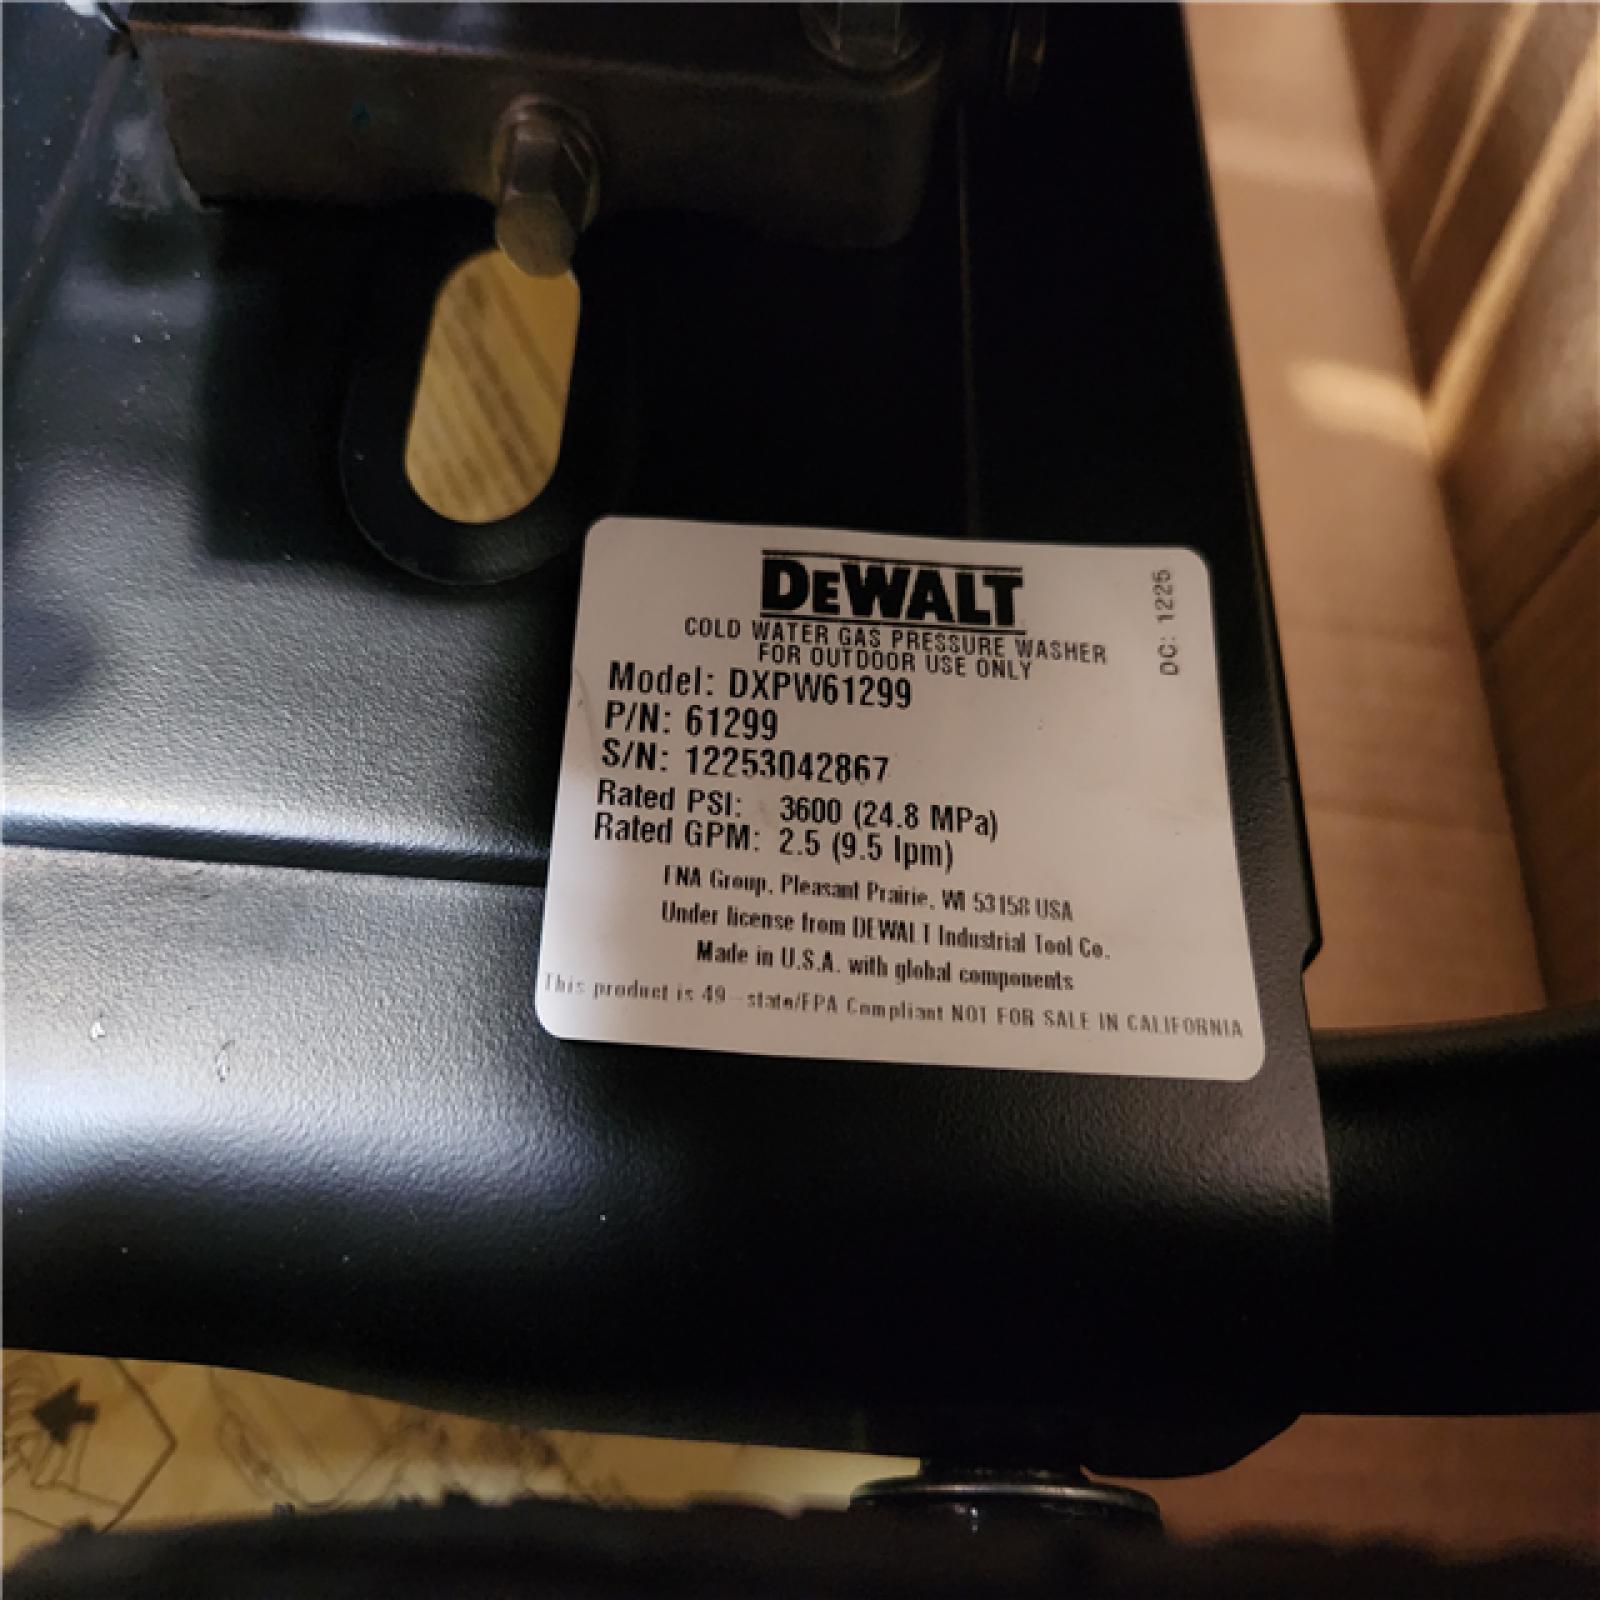 DEWALT
COLD WATER GAS PRESSURE WASHER
FOR OUTDOOR USE ONLY
DC: 1225
Model: DXPW61299
P/N: 61299
S/N: 12253042867
Rated PSI: 3600 (24.8 MPa)
Rated GPM: 2.5 (9.5 lpm)
FNA Group, Pleasant Prairie, WI 53158 USA
Under license from DEWALT Industrial Tool Co.
Made in U.S.A. with global components
This product is 49-state/EPA Compliant NOT FOR SALE IN CALIFORNIA